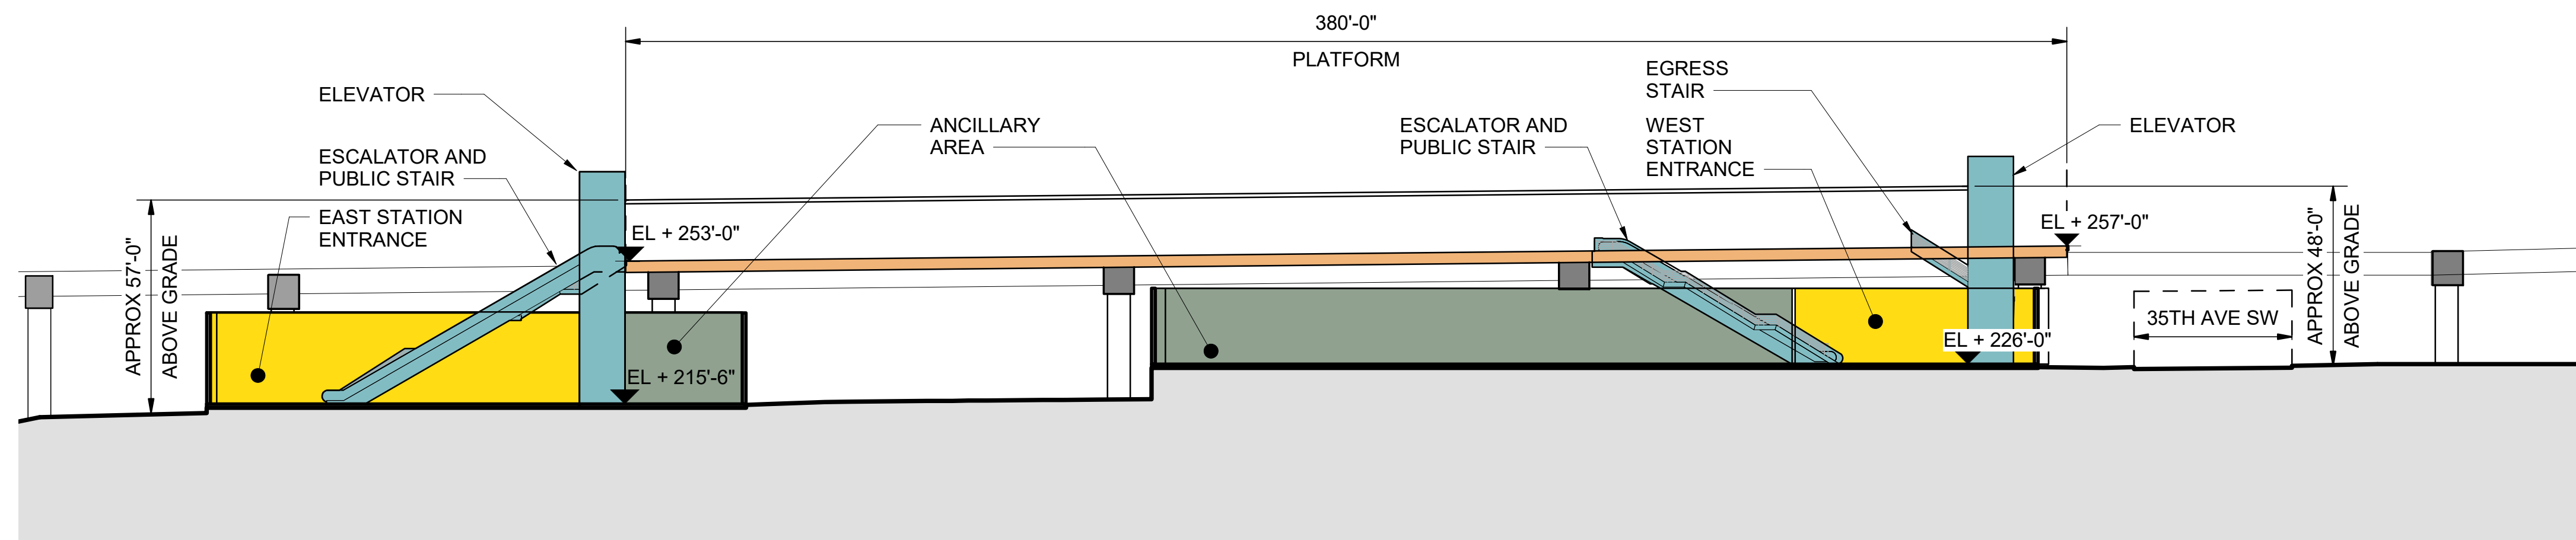 380'-0"
PLATFORM
ELEVATOR
ESCALATOR AND
PUBLIC STAIR
EAST STATION
ENTRANCE
APPROX 57'-0"
ABOVE GRADE
EL + 253'-0"
EL + 215'-6"
ANCILLARY
AREA
ESCALATOR AND
PUBLIC STAIR
EGRESS
STAIR
WEST
STATION
ENTRANCE
ELEVATOR
EL + 257'-0"
EL + 226'-0"
35TH AVE SW
APPROX 48'-0"
ABOVE GRADE